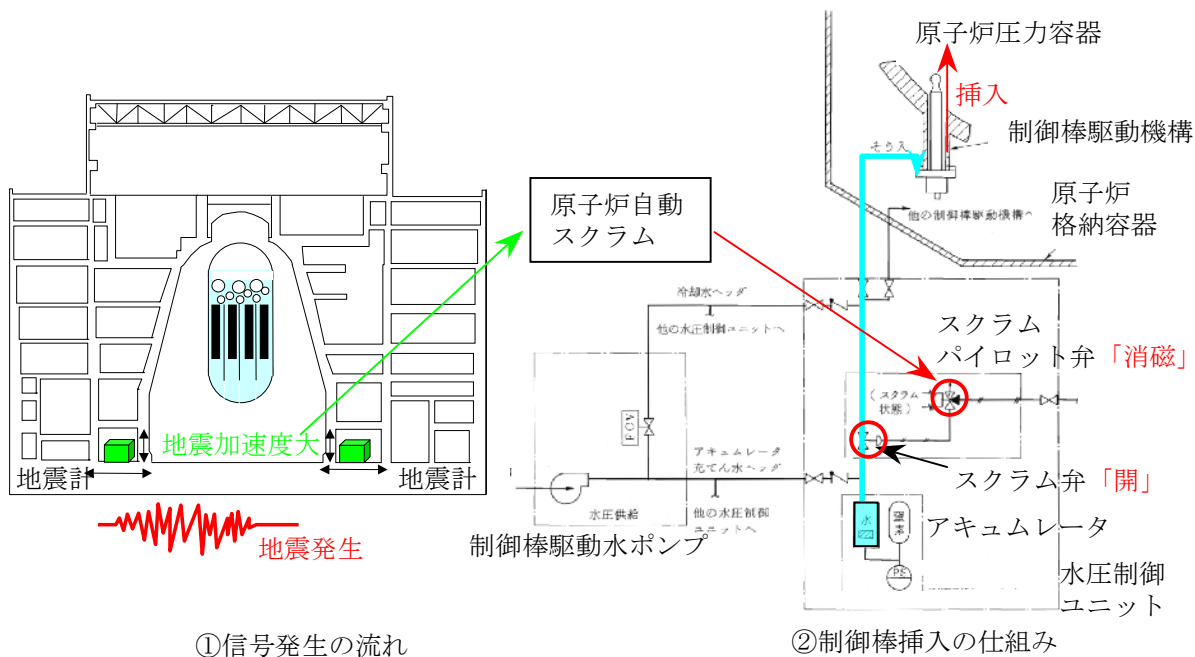 原子炉圧力容器
挿入
制御棒駆動機構
そう入
原子炉
格納容器
他の制御棒駆動機構へ
原子炉自動
スクラム
冷却水ヘッダ
他の水圧制御ユニットへ
スクラム
パイロット弁「消磁」
(スクラム
状態)
FCV
地震加速度大
地震計
地震計
アキュムレータ
充てん水ヘッダ
スクラム弁「開」
水圧供給
他の水圧制御
ユニットへ
水
窒素
アキュムレータ
地震発生
制御棒駆動水ポンプ
PS
水圧制御
ユニット
①信号発生の流れ
②制御棒挿入の仕組み